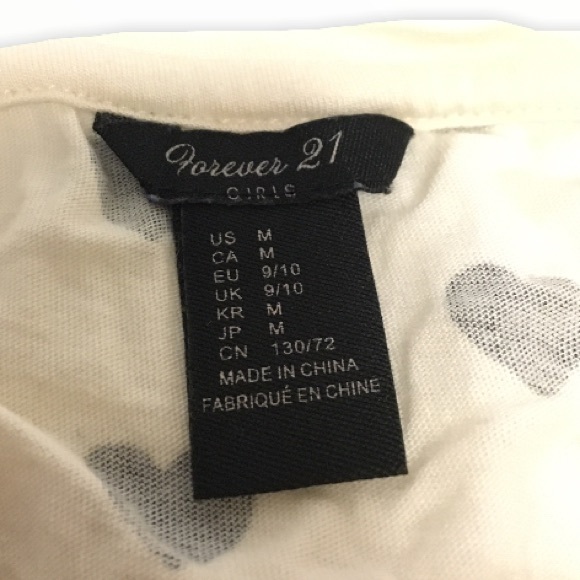 Forever 21
GIRLS
US M
CA M
EU 9/10
UK 9/10
KR M
JP M
CN 130/72
MADE IN CHINA
FABRIQUÉ EN CHINE